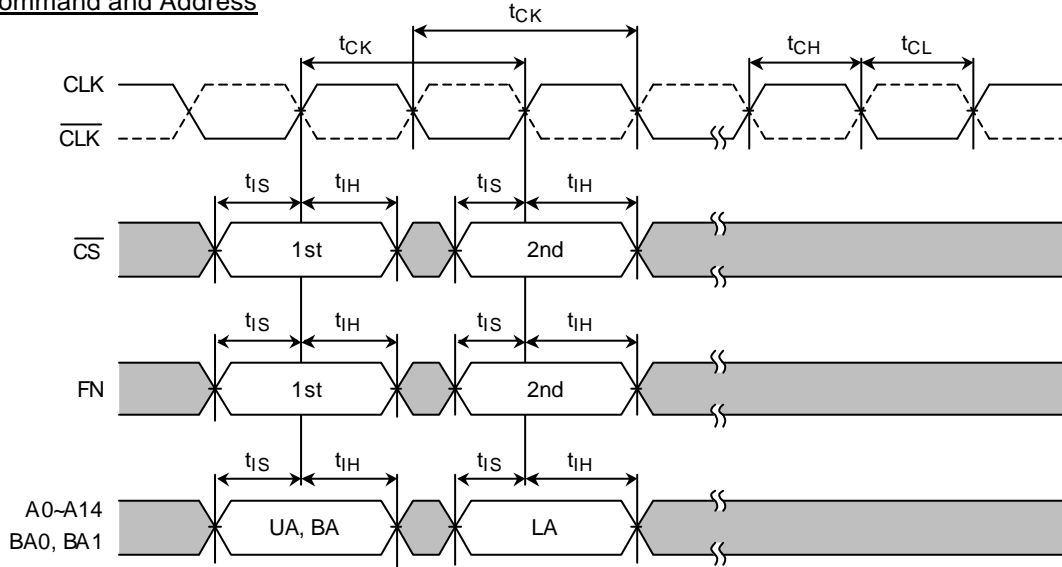 ommand and Address
tCK
tCK
tCH
tCL
CLK
CLK
tIS
tIH
tIS
tIH
CS
1st
2nd
tIS
tIH
tIS
tIH
FN
1st
2nd
tIS
tIH
tIS
tIH
A0~A14
BA0, BA1
UA, BA
LA